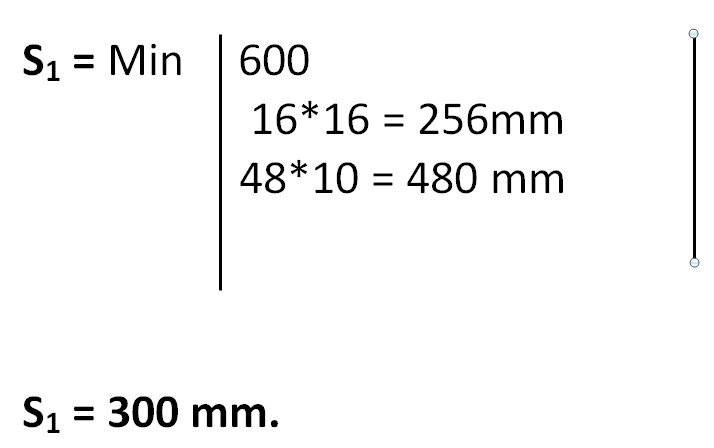 S₁ = Min 600
16*16 = 256mm
48*10 = 480 mm
S₁ = 300 mm.